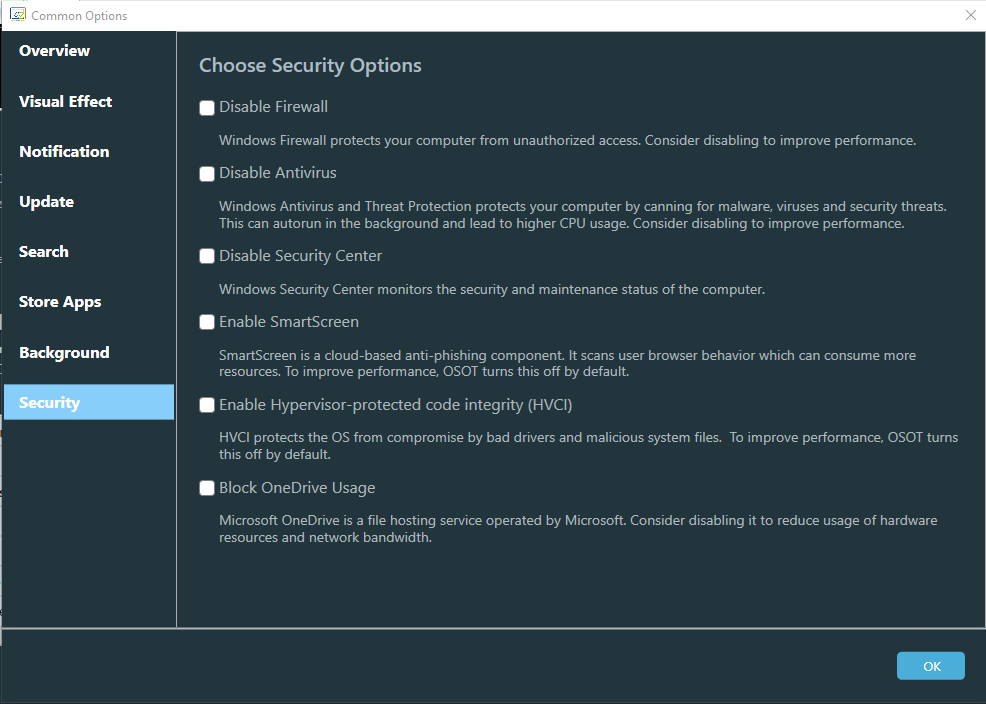 Common Options
Overview
Visual Effect
Notification
Update
Search
Store Apps
Background
Security
Choose Security Options
Disable Firewall
Windows Firewall protects your computer from unauthorized access. Consider disabling to improve performance.
Disable Antivirus
Windows Antivirus and Threat Protection protects your computer by canning for malware, viruses and security threats.
This can autorun in the background and lead to higher CPU usage. Consider disabling to improve performance.
Disable Security Center
Windows Security Center monitors the security and maintenance status of the computer.
Enable SmartScreen
SmartScreen is a cloud-based anti-phishing component. It scans user browser behavior which can consume more
resources. To improve performance, OSOT turns this off by default.
Enable Hypervisor-protected code integrity (HVCI)
HVCI protects the OS from compromise by bad drivers and malicious system files.  To improve performance, OSOT turns
this off by default.
Block OneDrive Usage
Microsoft OneDrive is a file hosting service operated by Microsoft. Consider disabling it to reduce usage of hardware
resources and network bandwidth.
OK